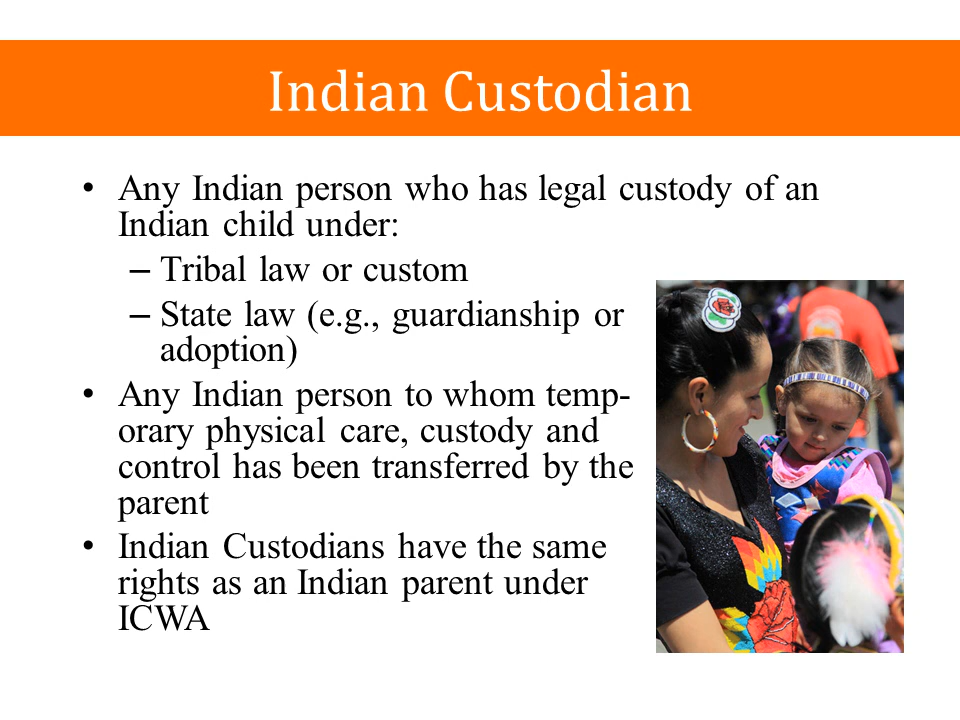 Indian Custodian
• Any Indian person who has legal custody of an
Indian child under:
– Tribal law or custom
– State law (e.g., guardianship or
adoption)
• Any Indian person to whom temp-
orary physical care, custody and
control has been transferred by the
parent
• Indian Custodians have the same
rights as an Indian parent under
ICWA